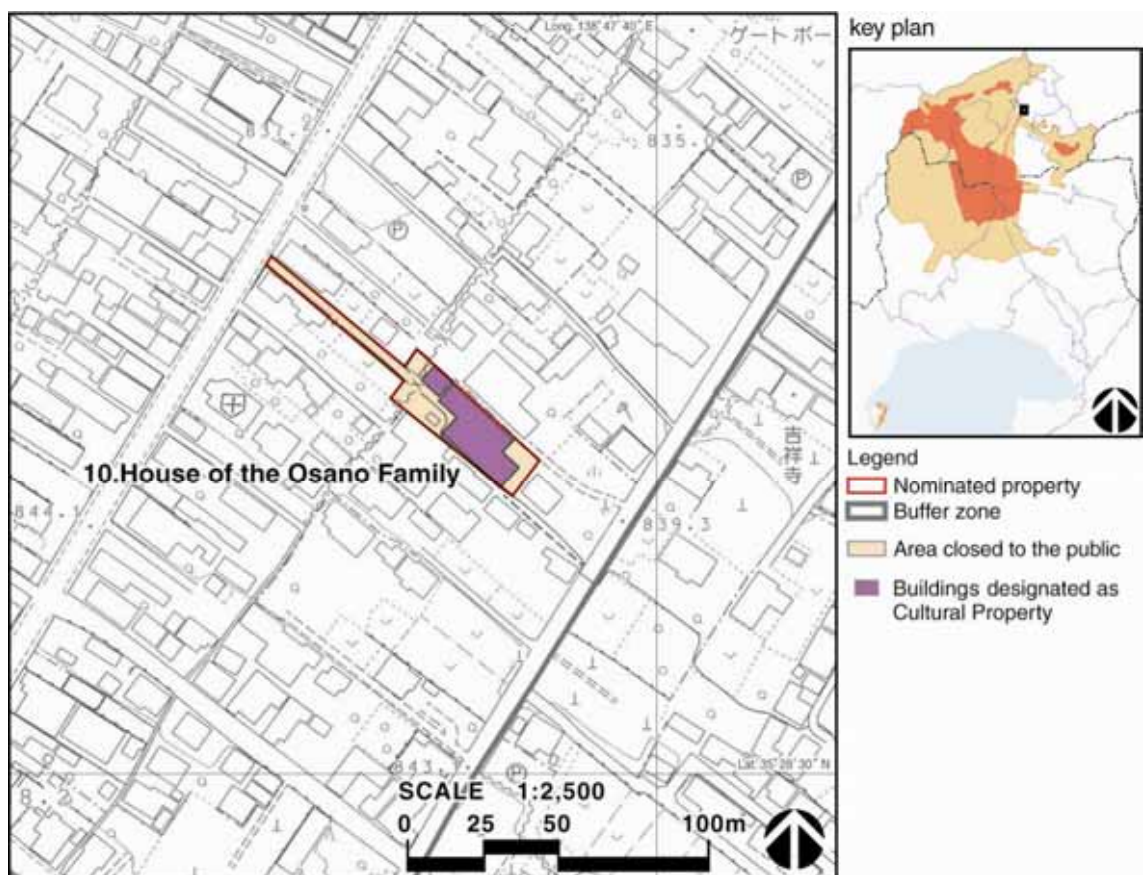 Long. 138° 47' 40" E
ゲートボー
835.0
P
P
10.House of the Osano Family
吉祥寺
844.1
839.3
843.
Lat. 35° 28' 30" N
P
SCALE 1:2,500
0 25 50 100m
key plan
Legend
Nominated property
Buffer zone
Area closed to the public
Buildings designated as
Cultural Property